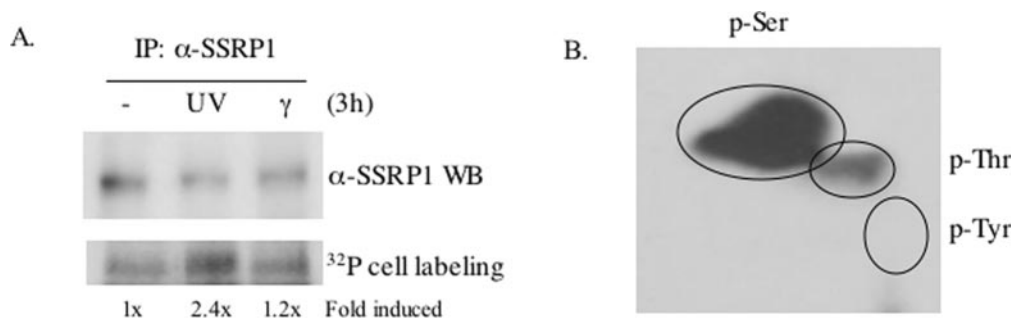 A.
IP: α-SSRP1
- UV γ (3h)
α-SSRP1 WB
³²P cell labeling
1x 2.4x 1.2x Fold induced
B.
p-Ser
p-Thr
p-Tyr